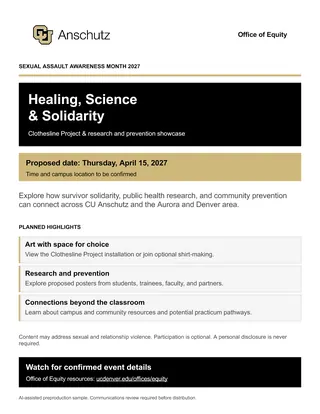 CU Anschutz
Office of Equity
SEXUAL ASSAULT AWARENESS MONTH 2027
Healing, Science
& Solidarity
Clothesline Project & research and prevention showcase
Proposed date: Thursday, April 15, 2027
Time and campus location to be confirmed
Explore how survivor solidarity, public health research, and community prevention
can connect across CU Anschutz and the Aurora and Denver area.
PLANNED HIGHLIGHTS
Art with space for choice
View the Clothesline Project installation or join optional shirt-making.
Research and prevention
Explore proposed posters from students, trainees, faculty, and partners.
Connections beyond the classroom
Learn about campus and community resources and potential practicum pathways.
Content may address sexual and relationship violence. Participation is optional. A personal disclosure is never
required.
Watch for confirmed event details
Office of Equity resources: ucdenver.edu/offices/equity
AI-assisted preproduction sample. Communications review required before distribution.